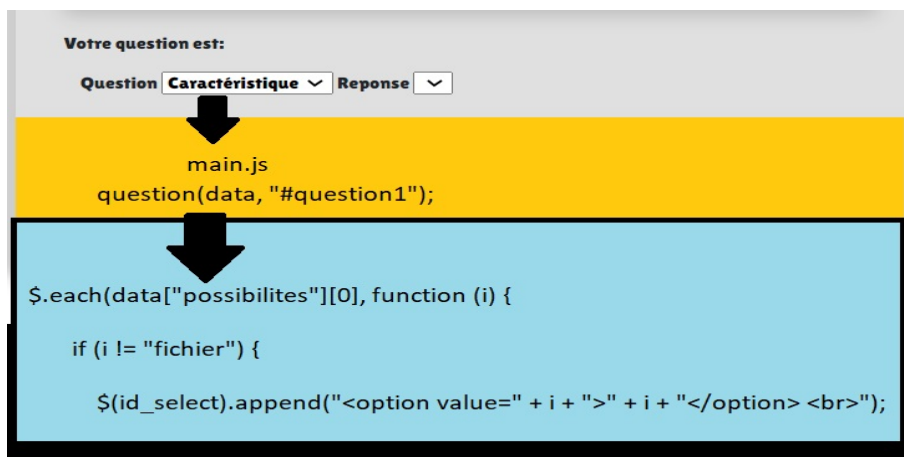 Votre question est:
Question Caractéristique Reponse
main.js
question(data, "#question1");
$.each(data["possibilites"][0], function (i) {
if (i != "fichier") {
$(id_select).append("<option value=" + i + ">" + i + "</option> <br>");